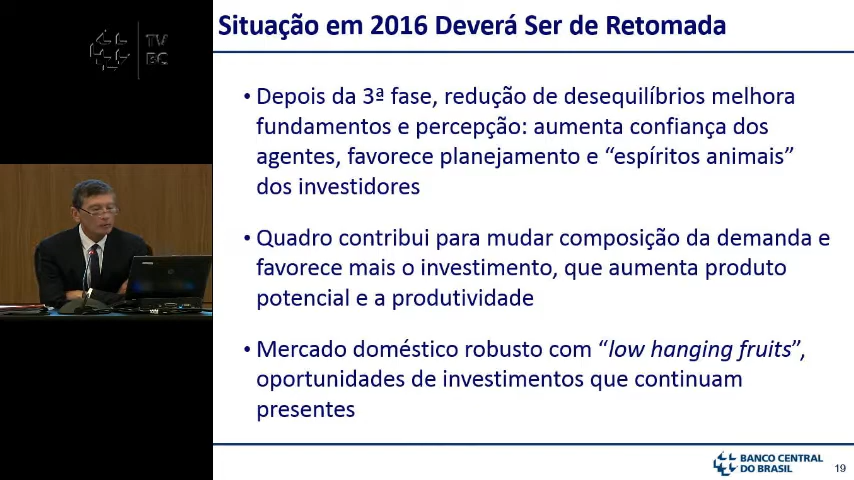 TV
BC
Situação em 2016 Deverá Ser de Retomada
• Depois da 3ª fase, redução de desequilíbrios melhora
fundamentos e percepção: aumenta confiança dos
agentes, favorece planejamento e “espíritos animais”
dos investidores
• Quadro contribui para mudar composição da demanda e
favorece mais o investimento, que aumenta produto
potencial e a produtividade
• Mercado doméstico robusto com “low hanging fruits”,
oportunidades de investimentos que continuam
presentes
BANCO CENTRAL
DO BRASIL
19